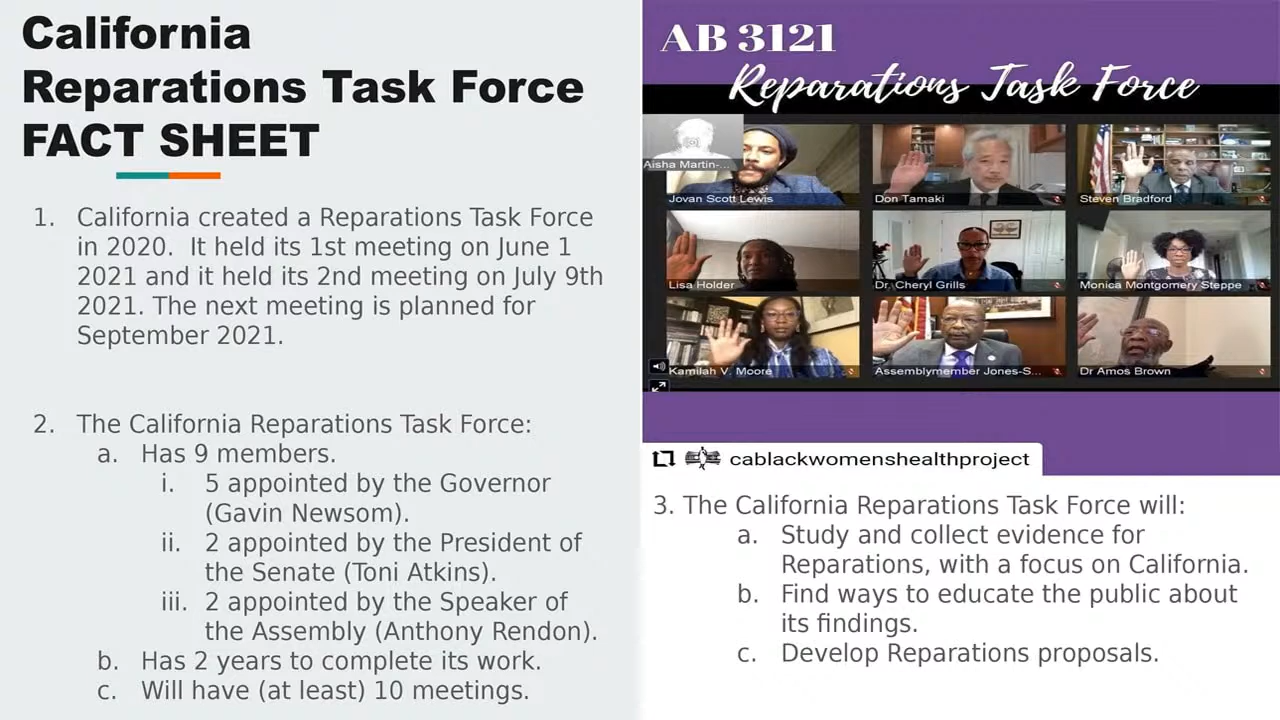 California
Reparations Task Force
FACT SHEET
1. California created a Reparations Task Force
in 2020. It held its 1st meeting on June 1
2021 and it held its 2nd meeting on July 9th
2021. The next meeting is planned for
September 2021.
2. The California Reparations Task Force:
a. Has 9 members.
i. 5 appointed by the Governor
(Gavin Newsom).
ii. 2 appointed by the President of
the Senate (Toni Atkins).
iii. 2 appointed by the Speaker of
the Assembly (Anthony Rendon).
b. Has 2 years to complete its work.
c. Will have (at least) 10 meetings.
AB 3121
Reparations Task Force
Aisha Martin-...
Jovan Scott Lewis
Don Tamaki
Steven Bradford
Lisa Holder
Dr. Cheryl Grills
Monica Montgomery Steppe
Kamilah V. Moore
Assemblymember Jones-S...
Dr Amos Brown
cablackwomenshealthproject
3. The California Reparations Task Force will:
a. Study and collect evidence for
Reparations, with a focus on California.
b. Find ways to educate the public about
its findings.
c. Develop Reparations proposals.